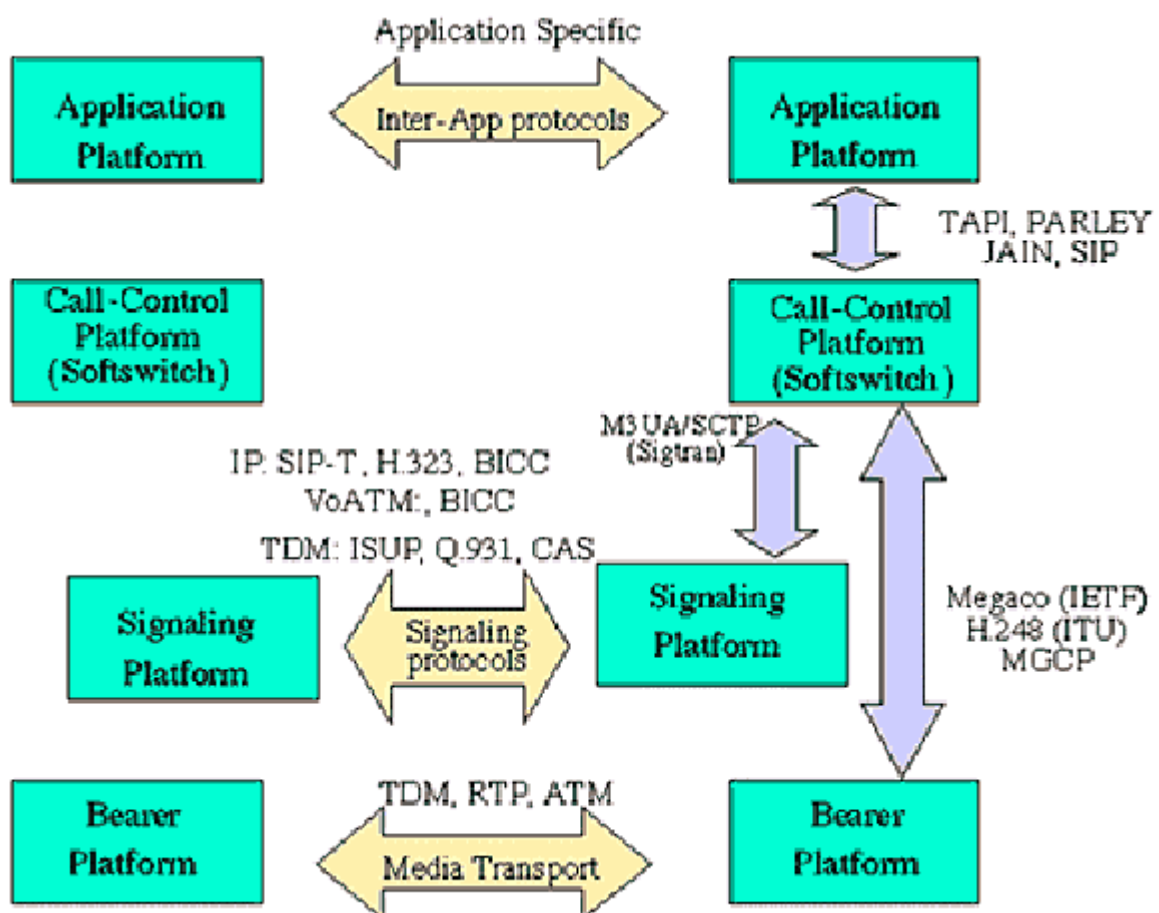 Application Specific
Application
Platform
Inter-App protocols
Application
Platform
TAPI, PARLEY
JAIN, SIP
Call-Control
Platform
(Softswitch)
Call-Control
Platform
(Softswitch)
M3 UA/SCTP
(Sigtran)
IP: SIP-T, H.323, BICC
VoATM:, BICC
TDM: ISUP, Q.931, CAS
Signaling
Platform
Signaling
protocols
Signaling
Platform
Megaco (IETF)
H.248 (ITU)
MGCP
Bearer
Platform
TDM, RTP, ATM
Media Transport
Bearer
Platform